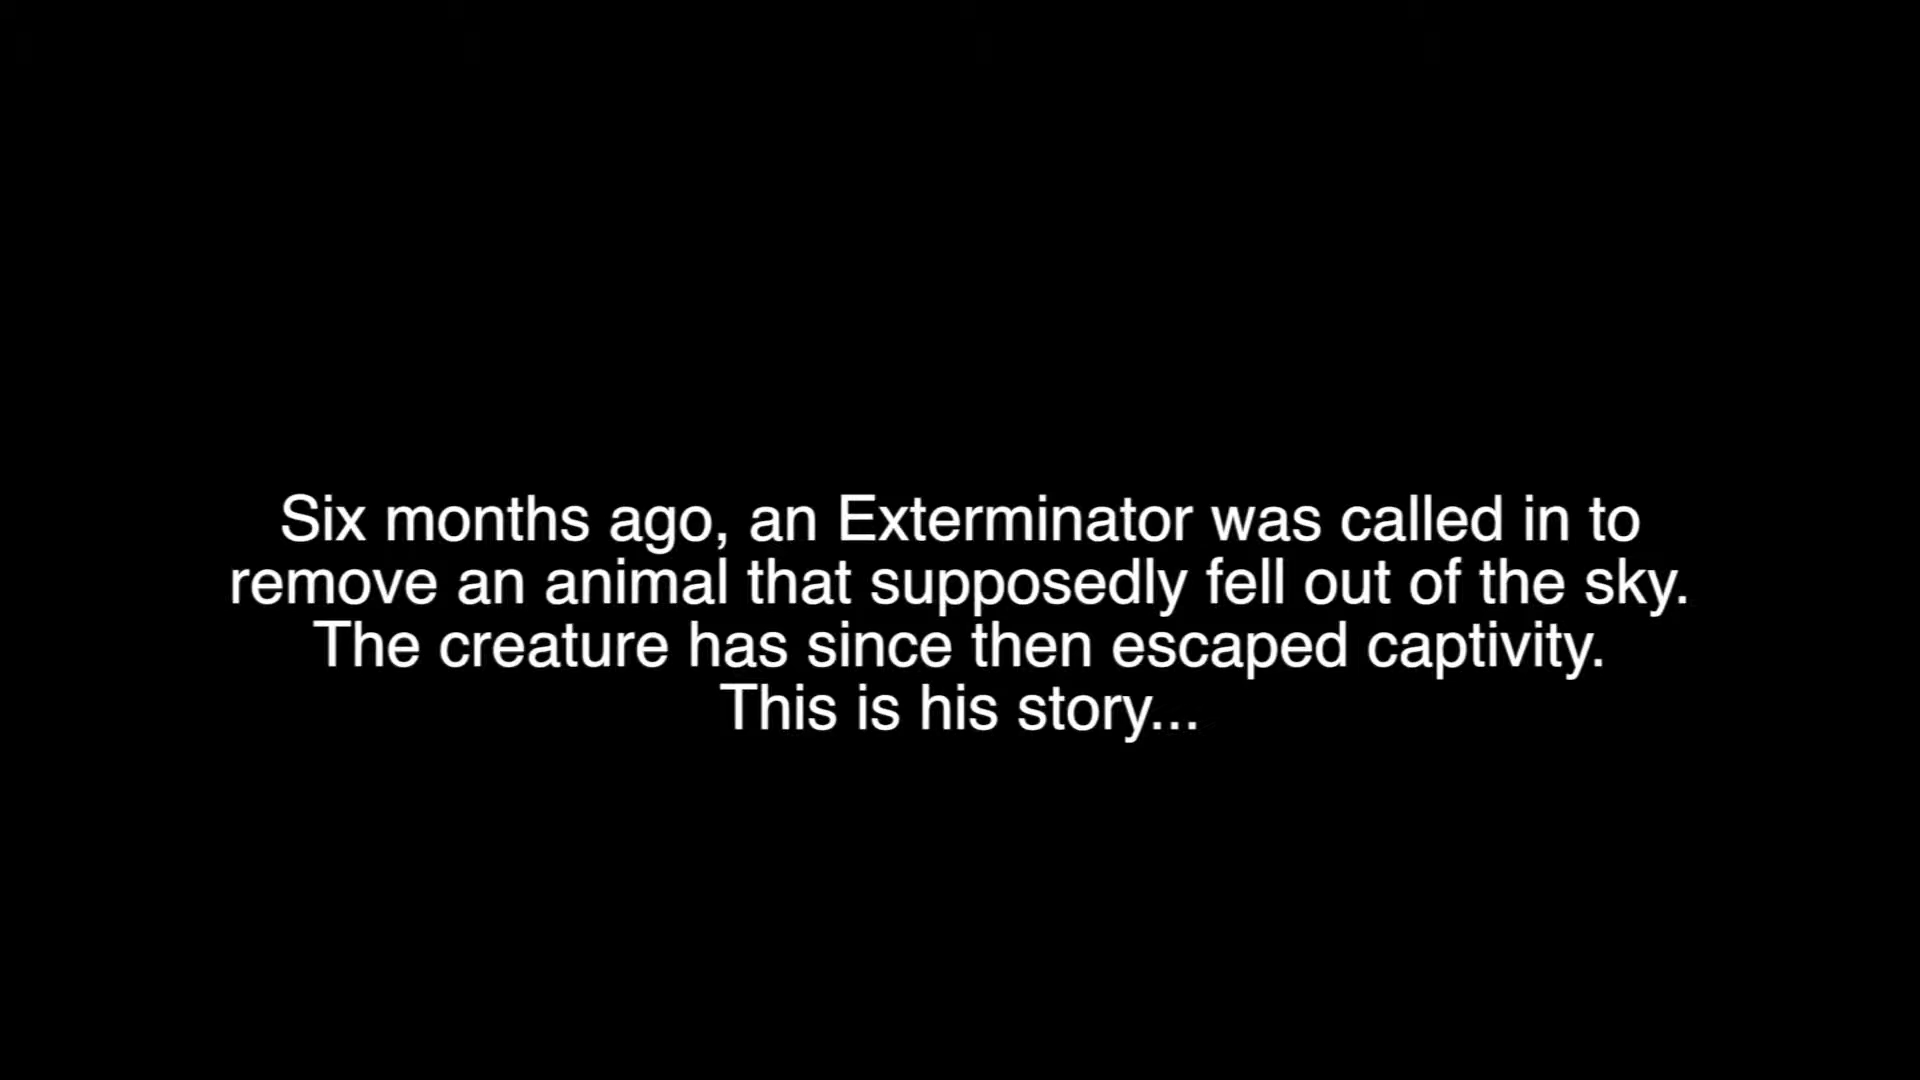 Six months ago, an Exterminator was called in to
remove an animal that supposedly fell out of the sky.
The creature has since then escaped captivity.
This is his story...